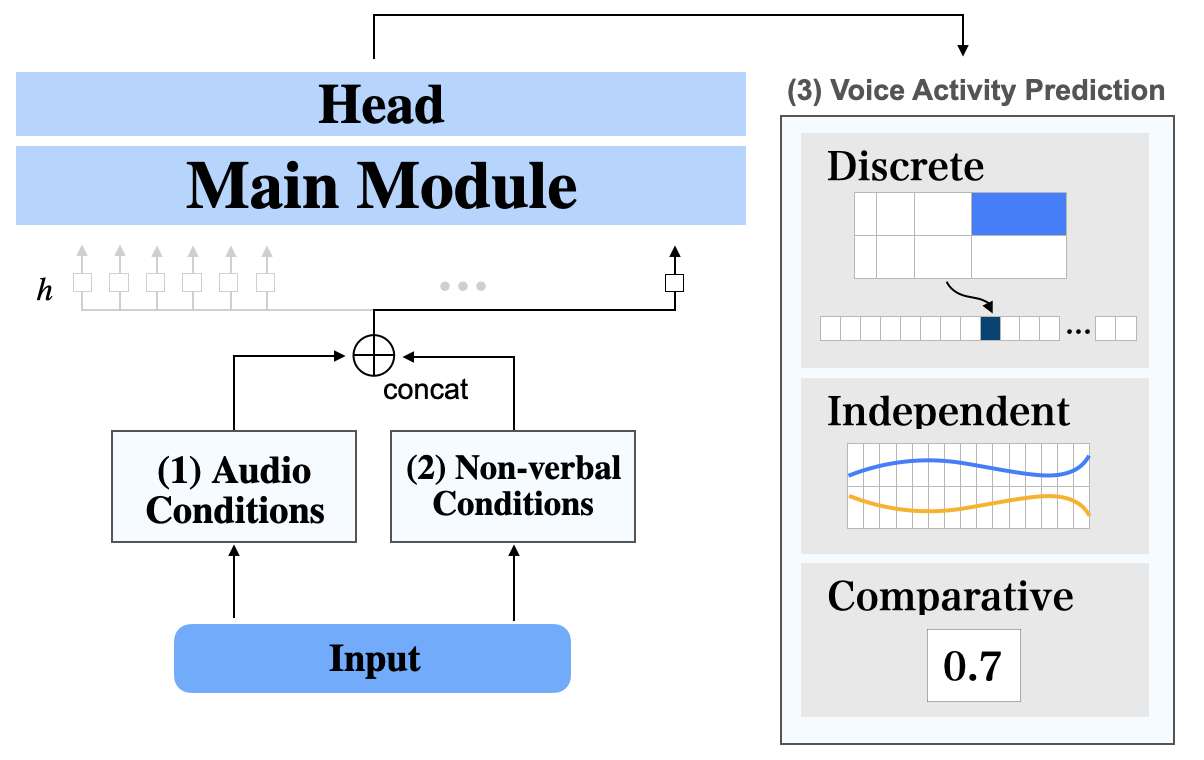 (3) Voice Activity Prediction
Head
Main Module
h
...
concat
(1) Audio
Conditions
(2) Non-verbal
Conditions
Input
Discrete
...
Independent
Comparative
0.7